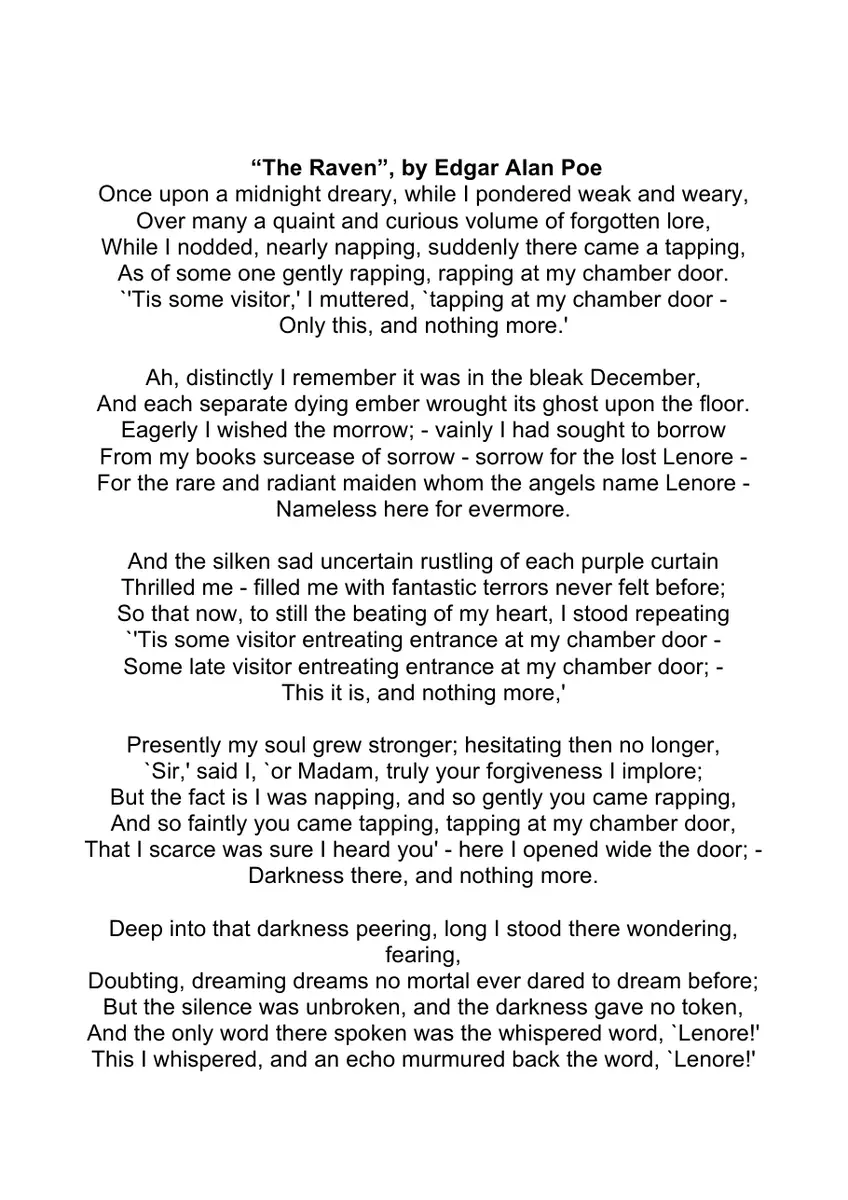 “The Raven”, by Edgar Alan Poe
Once upon a midnight dreary, while I pondered weak and weary,
Over many a quaint and curious volume of forgotten lore,
While I nodded, nearly napping, suddenly there came a tapping,
As of some one gently rapping, rapping at my chamber door.
`'Tis some visitor,' I muttered, `tapping at my chamber door -
Only this, and nothing more.'

Ah, distinctly I remember it was in the bleak December,
And each separate dying ember wrought its ghost upon the floor.
Eagerly I wished the morrow; - vainly I had sought to borrow
From my books surcease of sorrow - sorrow for the lost Lenore -
For the rare and radiant maiden whom the angels name Lenore -
Nameless here for evermore.

And the silken sad uncertain rustling of each purple curtain
Thrilled me - filled me with fantastic terrors never felt before;
So that now, to still the beating of my heart, I stood repeating
`'Tis some visitor entreating entrance at my chamber door -
Some late visitor entreating entrance at my chamber door; -
This it is, and nothing more,'

Presently my soul grew stronger; hesitating then no longer,
`Sir,' said I, `or Madam, truly your forgiveness I implore;
But the fact is I was napping, and so gently you came rapping,
And so faintly you came tapping, tapping at my chamber door,
That I scarce was sure I heard you' - here I opened wide the door; -
Darkness there, and nothing more.

Deep into that darkness peering, long I stood there wondering,
fearing,
Doubting, dreaming dreams no mortal ever dared to dream before;
But the silence was unbroken, and the darkness gave no token,
And the only word there spoken was the whispered word, `Lenore!'
This I whispered, and an echo murmured back the word, `Lenore!'